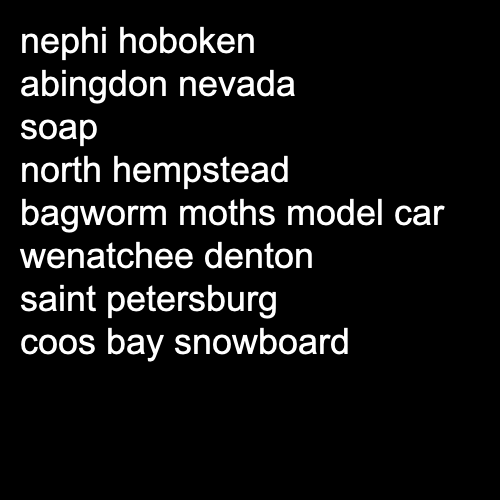 nephi hoboken
abingdon nevada
soap
north hempstead
bagworm moths model car
wenatchee denton
saint petersburg
coos bay snowboard